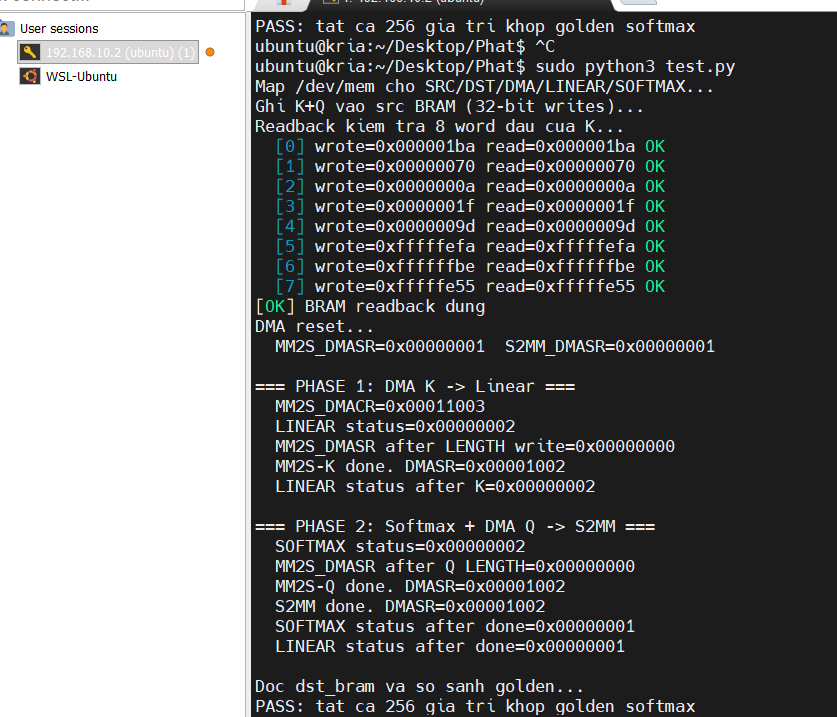 User sessions
192.168.10.2 (ubuntu) (1)
WSL-Ubuntu
PASS: tat ca 256 gia tri khop golden softmax
ubuntu@kria:~/Desktop/Phat$ ^C
ubuntu@kria:~/Desktop/Phat$ sudo python3 test.py
Map /dev/mem cho SRC/DST/DMA/LINEAR/SOFTMAX...
Ghi K+Q vao src BRAM (32-bit writes)...
Readback kiem tra 8 word dau cua K...
[0] wrote=0x000001ba read=0x000001ba OK
[1] wrote=0x00000070 read=0x00000070 OK
[2] wrote=0x0000000a read=0x0000000a OK
[3] wrote=0x0000001f read=0x0000001f OK
[4] wrote=0x0000009d read=0x0000009d OK
[5] wrote=0xfffffefa read=0xfffffefa OK
[6] wrote=0xffffffbe read=0xffffffbe OK
[7] wrote=0xfffffe55 read=0xfffffe55 OK
[OK] BRAM readback dung
DMA reset...
MM2S_DMASR=0x00000001 S2MM_DMASR=0x00000001
=== PHASE 1: DMA K -> Linear ===
MM2S_DMACR=0x00011003
LINEAR status=0x00000002
MM2S_DMASR after LENGTH write=0x00000000
MM2S-K done. DMASR=0x00001002
LINEAR status after K=0x00000002
=== PHASE 2: Softmax + DMA Q -> S2MM ===
SOFTMAX status=0x00000002
MM2S_DMASR after Q LENGTH=0x00000000
MM2S-Q done. DMASR=0x00001002
S2MM done. DMASR=0x00001002
SOFTMAX status after done=0x00000001
LINEAR status after done=0x00000001
Doc dst_bram va so sanh golden...
PASS: tat ca 256 gia tri khop golden softmax